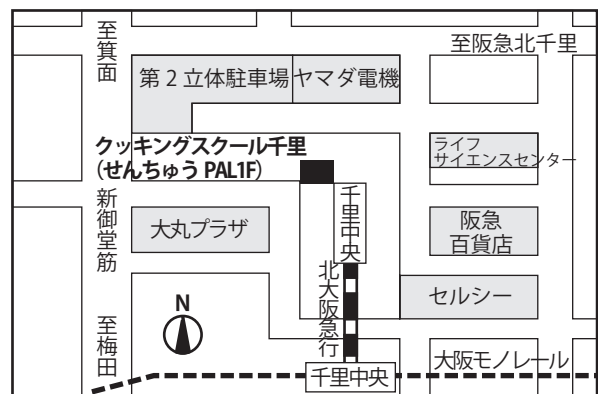 至箕面
至阪急北千里
第2立体駐車場
ヤマダ電機
クッキングスクール千里
(せんちゅう PAL1F)
ライフ
サイエンスセンター
千里中央
新御堂筋
大丸プラザ
阪急
百貨店
北大阪急行
セルシー
N
至梅田
大阪モノレール
千里中央